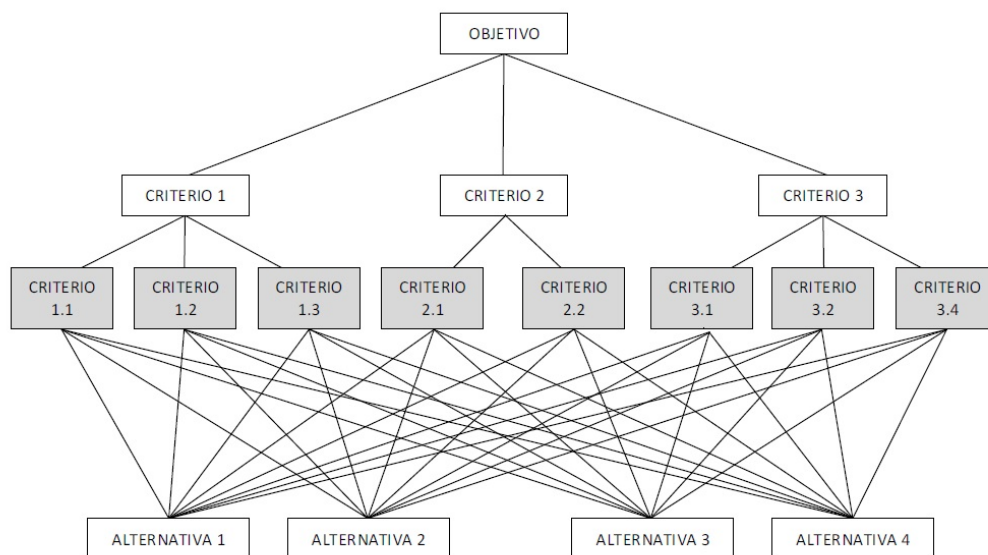 OBJETIVO
CRITERIO 1
CRITERIO 2
CRITERIO 3
CRITERIO
1.1
CRITERIO
1.2
CRITERIO
1.3
CRITERIO
2.1
CRITERIO
2.2
CRITERIO
3.1
CRITERIO
3.2
CRITERIO
3.4
ALTERNATIVA 1
ALTERNATIVA 2
ALTERNATIVA 3
ALTERNATIVA 4